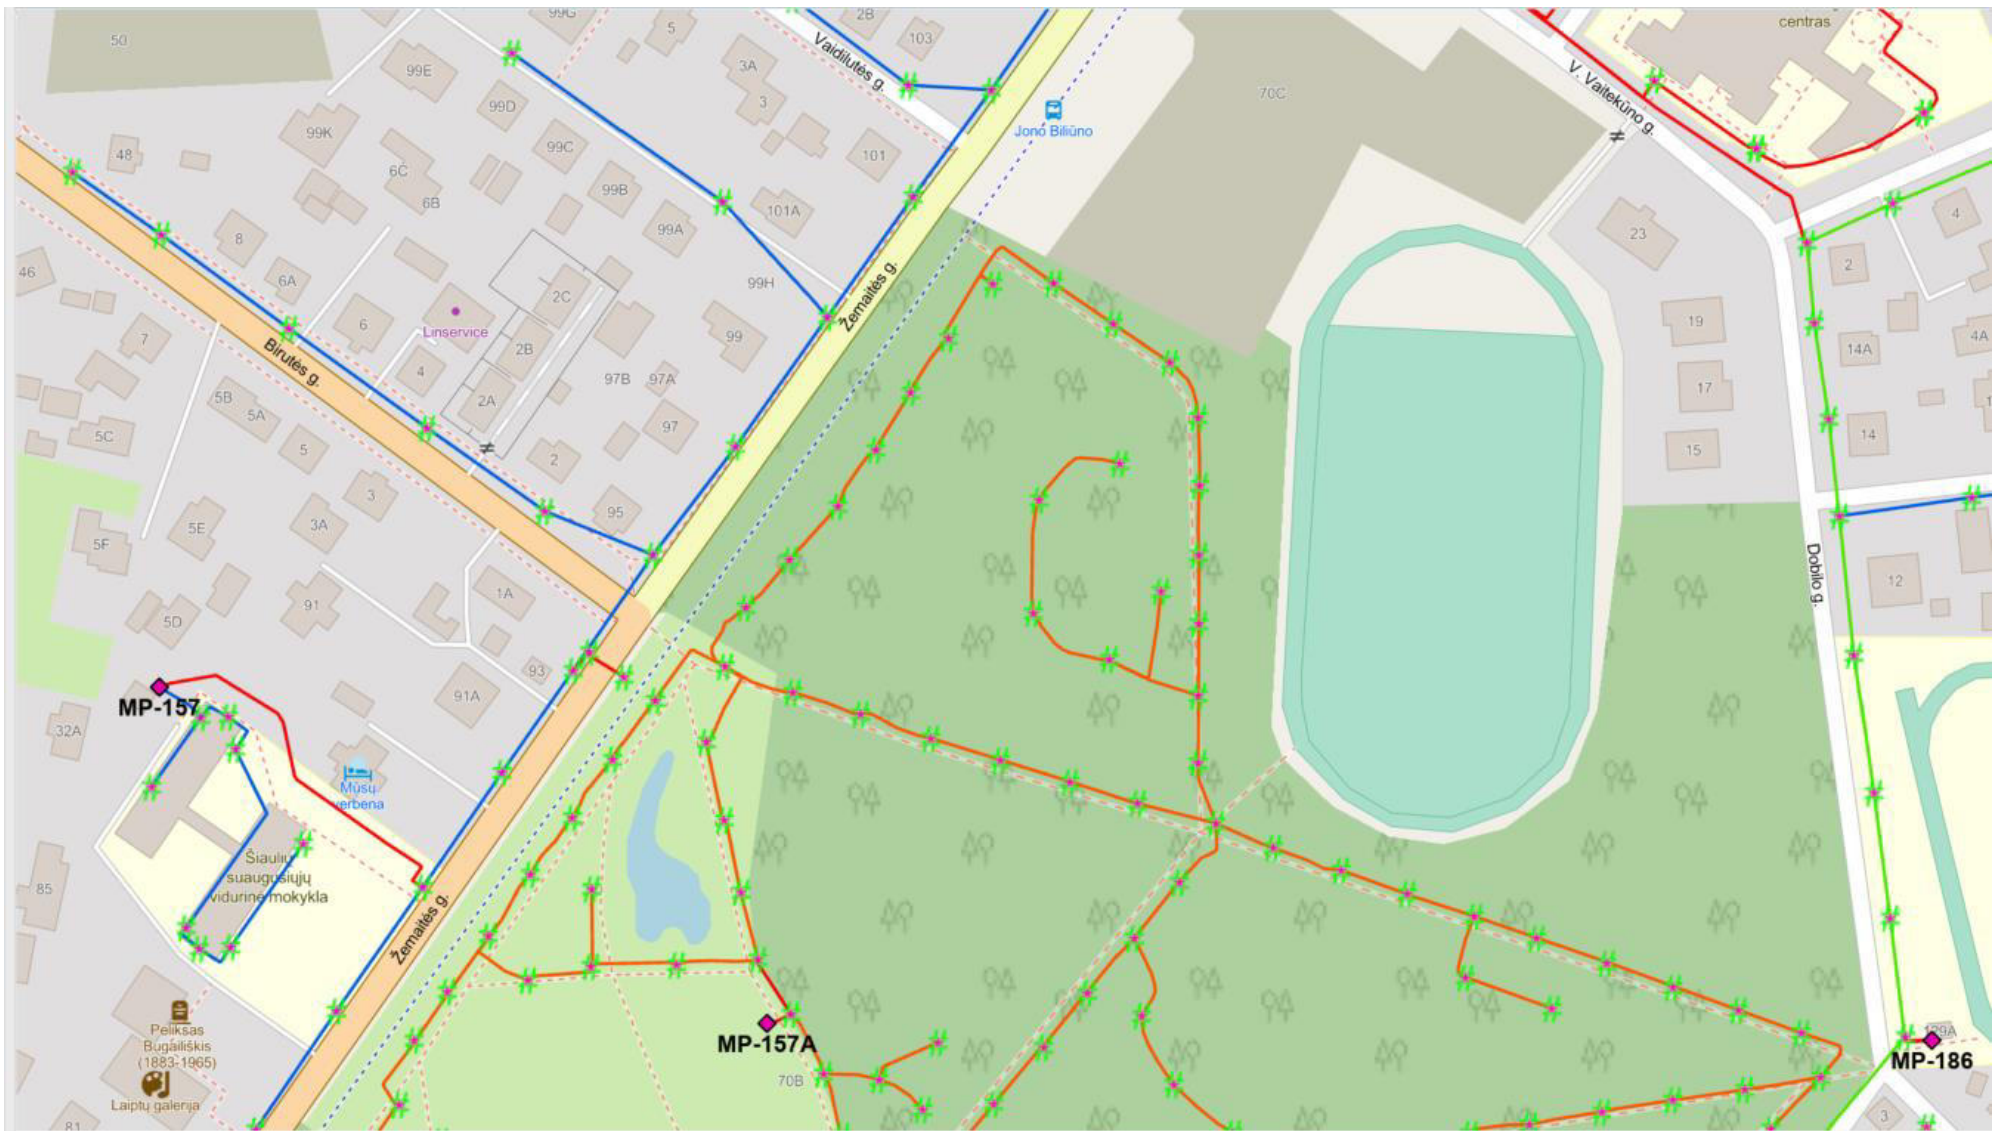 99G
5
2B
103
centras
50
3A
99E
Vaidilutės g.
V. Vaitekūno g.
70C
99D
3
Jono Biliūno
99K
99C
101
48
6Č
99B
6B
101A
4
8
99A
23
46
6A
99H
Žemaitės g.
2
2C
6
Linservice
99
19
7
2B
14A
4A
Birutės g.
4
97B
97A
17
5B
5A
2A
97
14
5C
5
2
15
3
95
5E
3A
5F
Dobilo g.
12
1A
91
5D
93
91A
MP-157
32A
Mūsų
verbena
Šiaulių
suaugusiųjų
vidurinė mokykla
85
Žemaitės g.
Peliksas
Bugailiškis
(1883-1965)
MP-157A
129A
MP-186
70B
Laiptų galerija
81
3